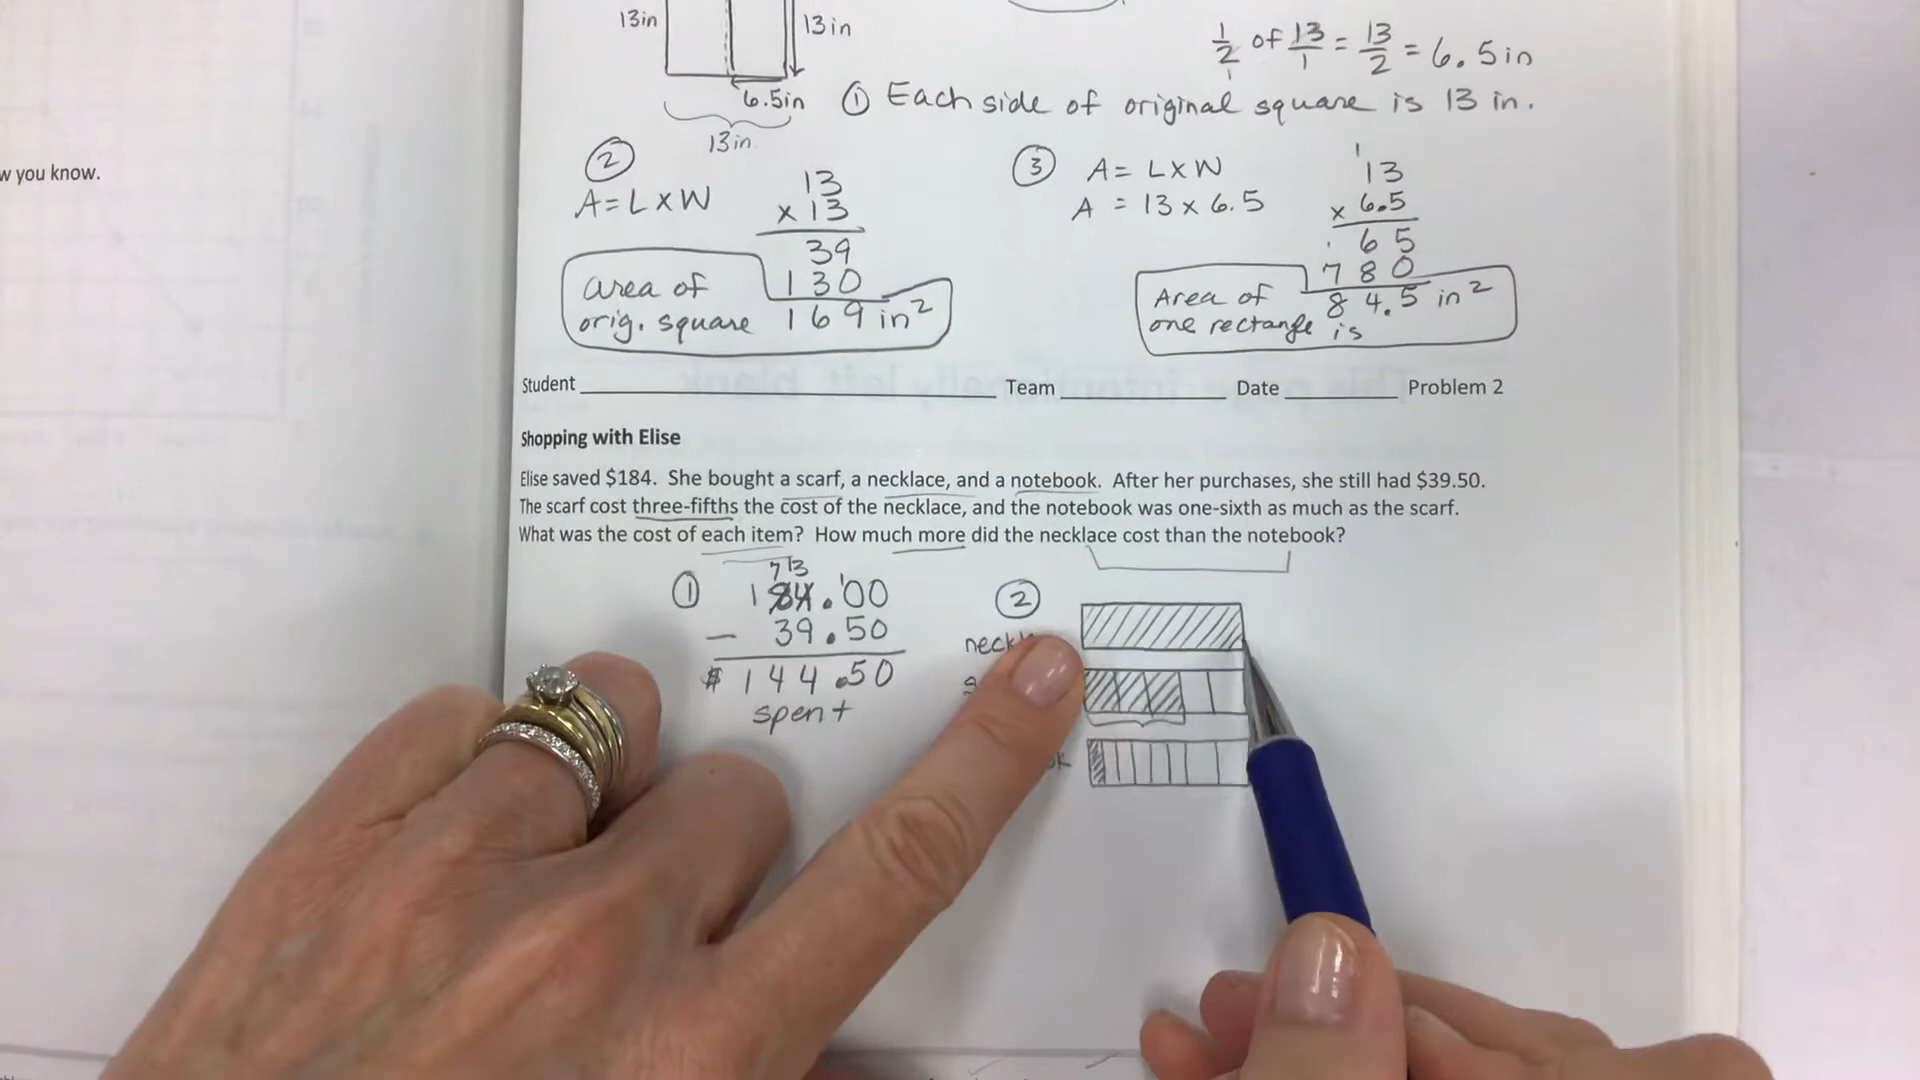 13in
13in
6.5in
13in
1/2 of 13/1 = 13/2 = 6.5in
① Each side of original square is 13 in.
②
A = L x W
13
x 13
39
130
169 in²
area of
orig. square
③ A = L x W
A = 13 x 6.5
1
13
x 6.5
65
780
84.5 in²
Area of
one rectange is
w you know.
Student Team Date Problem 2
Shopping with Elise
Elise saved $184. She bought a scarf, a necklace, and a notebook. After her purchases, she still had $39.50.
The scarf cost three-fifths the cost of the necklace, and the notebook was one-sixth as much as the scarf.
What was the cost of each item? How much more did the necklace cost than the notebook?
①
7 13
184.00
— 39.50
$144.50
spent
②
neck